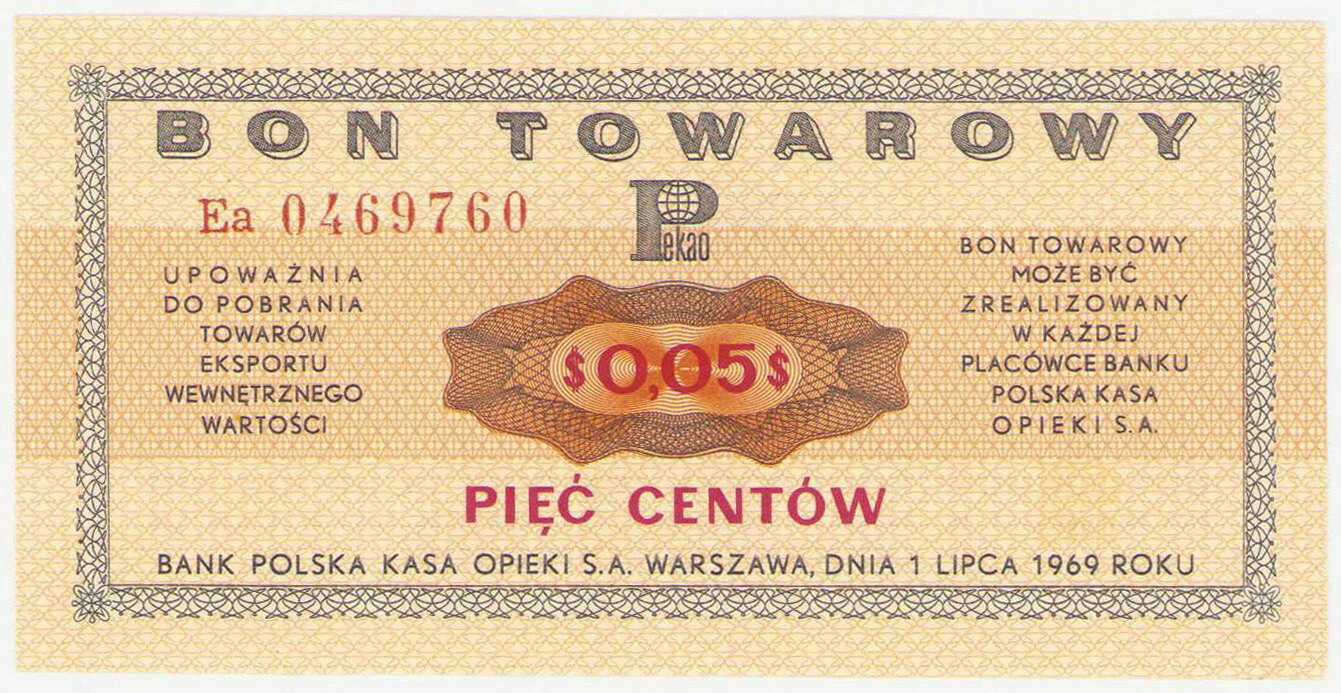 BON TOWAROWY
Ea 0469760
Pekao
UPOWAŻNIA
DO POBRANIA
TOWARÓW
EKSPORTU
WEWNĘTRZNEGO
WARTOŚCI
$0,05$
BON TOWAROWY
MOŻE BYĆ
ZREALIZOWANY
W KAŻDEJ
PLACÓWCE BANKU
POLSKA KASA
OPIEKI S.A.
PIĘĆ CENTÓW
BANK POLSKA KASA OPIEKI S.A. WARSZAWA, DNIA 1 LIPCA 1969 ROKU